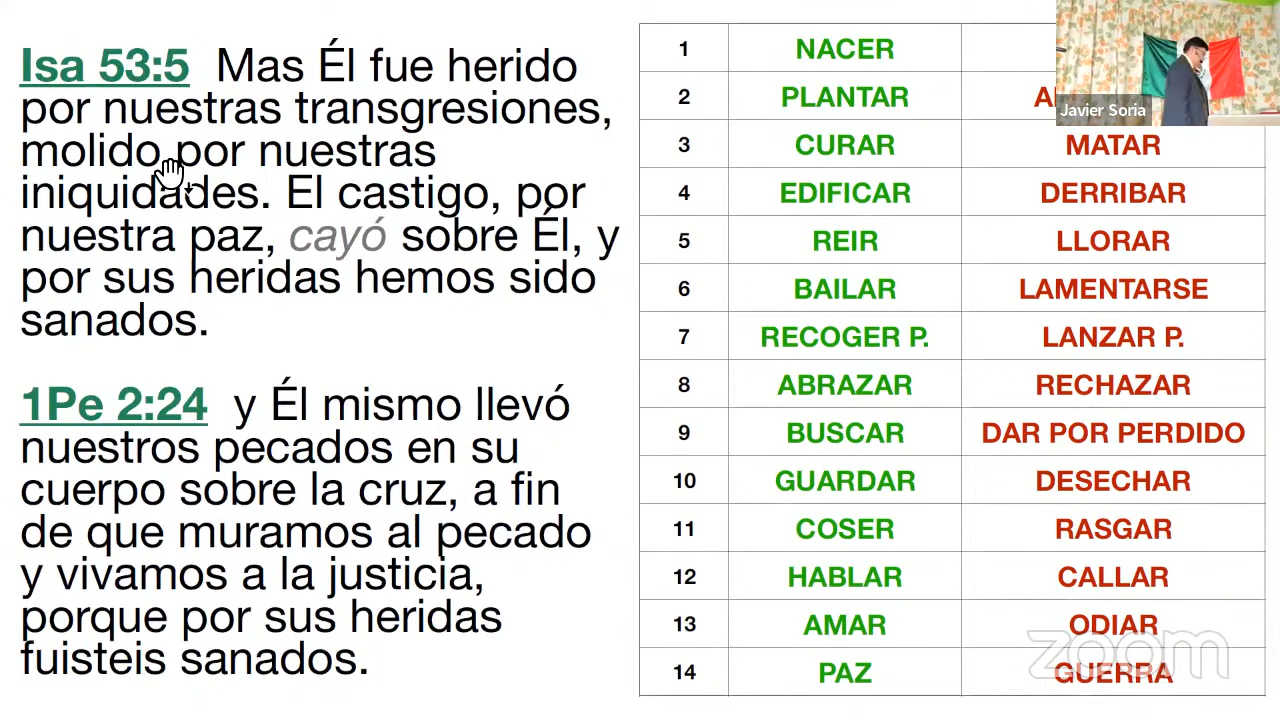 Isa 53:5 Mas Él fue herido
por nuestras transgresiones,
molido por nuestras
iniquidades. El castigo, por
nuestra paz, cayó sobre Él, y
por sus heridas hemos sido
sanados.
1Pe 2:24 y Él mismo llevó
nuestros pecados en su
cuerpo sobre la cruz, a fin
de que muramos al pecado
y vivamos a la justicia,
porque por sus heridas
fuisteis sanados.
1 NACER
2 PLANTAR
3 CURAR MATAR
4 EDIFICAR DERRIBAR
5 REIR LLORAR
6 BAILAR LAMENTARSE
7 RECOGER P. LANZAR P.
8 ABRAZAR RECHAZAR
9 BUSCAR DAR POR PERDIDO
10 GUARDAR DESECHAR
11 COSER RASGAR
12 HABLAR CALLAR
13 AMAR ODIAR
14 PAZ GUERRA
Javier Soria
zoom